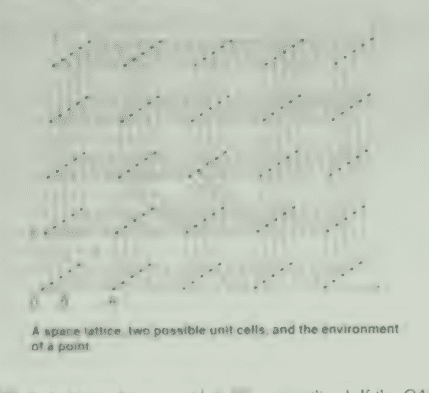 A space lattice, two possible unit cells, and the environment
of a point